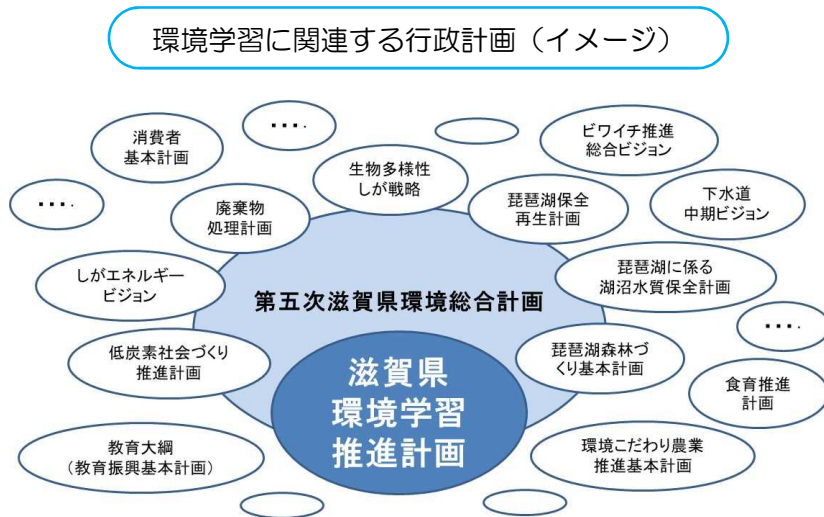 環境学習に関連する行政計画（イメージ）
消費者
基本計画
・・・.
ビワイチ推進
総合ビジョン
生物多様性
しが戦略
・・・.
廃棄物
処理計画
琵琶湖保全
再生計画
下水道
中期ビジョン
しがエネルギー
ビジョン
琵琶湖に係る
湖沼水質保全計画
第五次滋賀県環境総合計画
・・・.
低炭素社会づくり
推進計画
琵琶湖森林づ
くり基本計画
滋賀県
環境学習
推進計画
食育推進
計画
教育大綱
（教育振興基本計画）
環境こだわり農業
推進基本計画